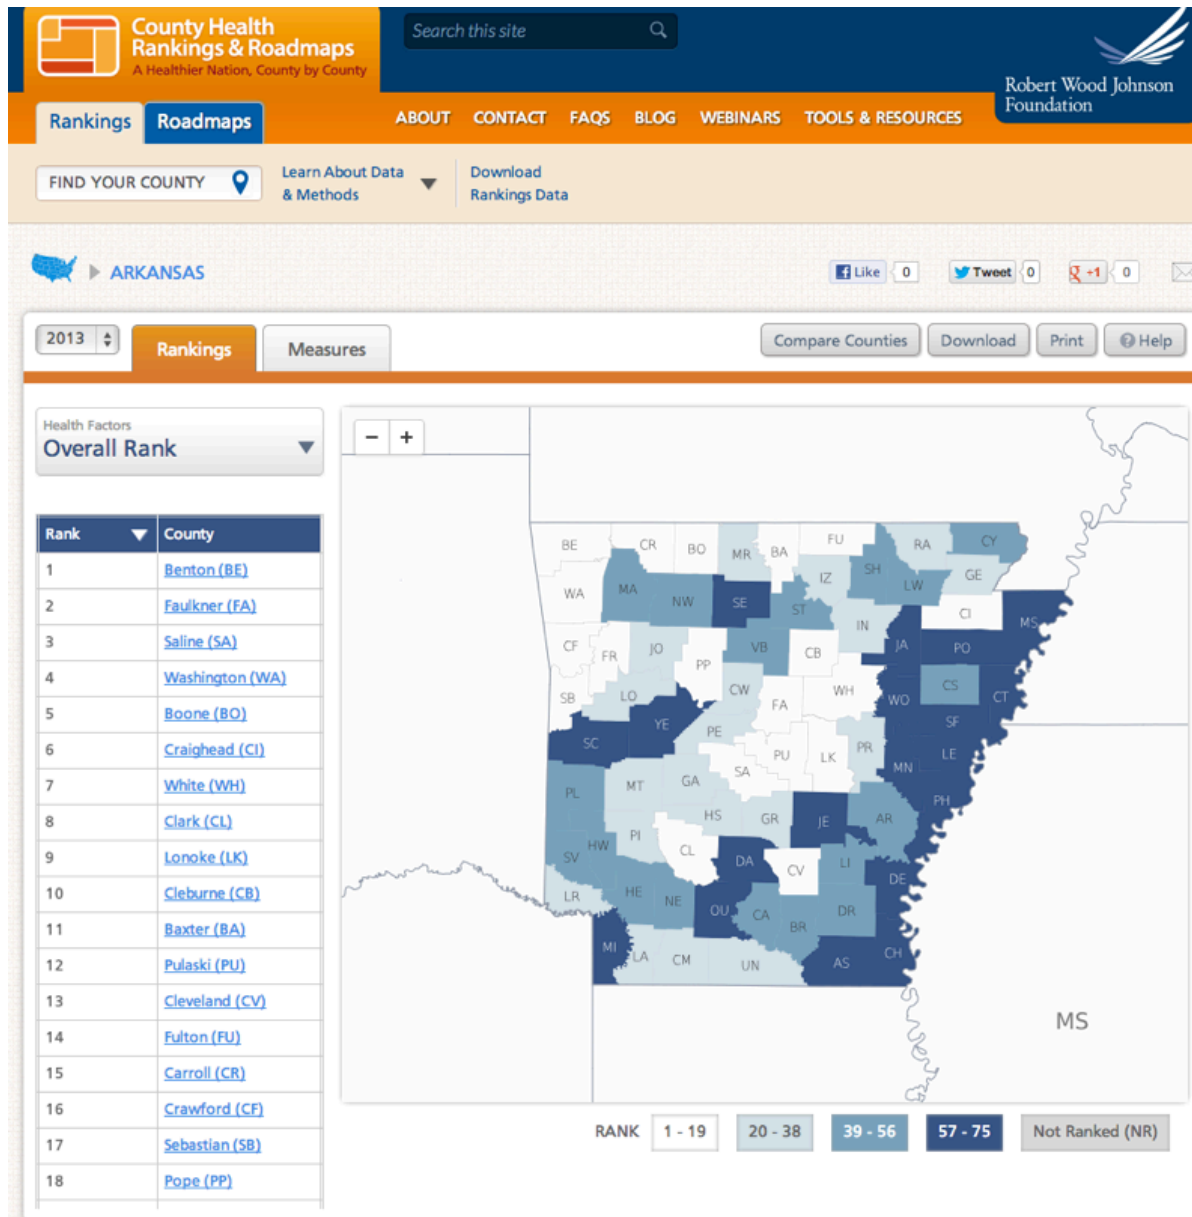 County Health
Rankings & Roadmaps
A Healthier Nation, County by County
Search this site
Robert Wood Johnson
Foundation
Rankings
Roadmaps
ABOUT CONTACT FAQS BLOG WEBINARS TOOLS & RESOURCES
FIND YOUR COUNTY
Learn About Data
& Methods
Download
Rankings Data
ARKANSAS
Like 0
Tweet 0
+1 0
2013
Rankings
Measures
Compare Counties
Download
Print
Help
Health Factors
Overall Rank
Rank County
1 Benton (BE)
2 Faulkner (FA)
3 Saline (SA)
4 Washington (WA)
5 Boone (BO)
6 Craighead (CI)
7 White (WH)
8 Clark (CL)
9 Lonoke (LK)
10 Cleburne (CB)
11 Baxter (BA)
12 Pulaski (PU)
13 Cleveland (CV)
14 Fulton (FU)
15 Carroll (CR)
16 Crawford (CF)
17 Sebastian (SB)
18 Pope (PP)
− +
BE CR BO MR BA FU RA CY
WA MA NW SE ST IZ SH LW GE
CF FR JO PP VB CB IN JA CI MS
PO
SB LO CW FA WH WO CS CT
SC YE PE PU LK PR SF
MT GA SA MN LE
PL HS GR JE AR PH
PI
SV HW CL DA CV LI DE
LR HE NE OU CA BR DR
MI LA CM UN AS CH
MS
RANK 1 - 19 20 - 38 39 - 56 57 - 75 Not Ranked (NR)